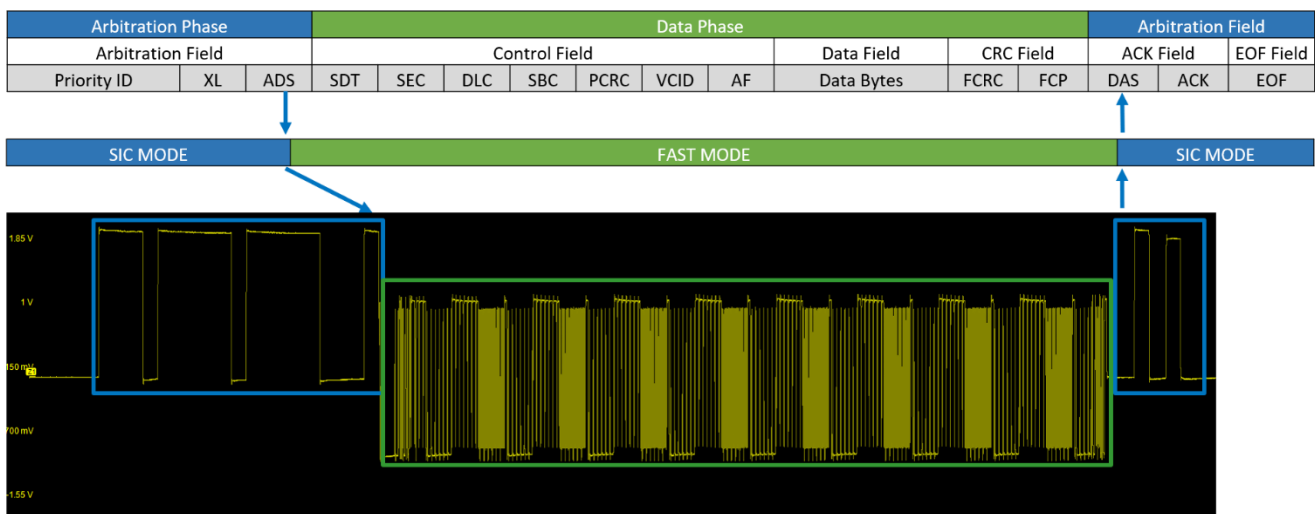 Arbitration Phase Data Phase Arbitration Field
Arbitration Field Control Field Data Field CRC Field ACK Field EOF Field
Priority ID XL ADS SDT SEC DLC SBC PCRC VCID AF Data Bytes FCRC FCP DAS ACK EOF
SIC MODE FAST MODE SIC MODE
1.85 V
1 V
150 mV
700 mV
-1.55 V